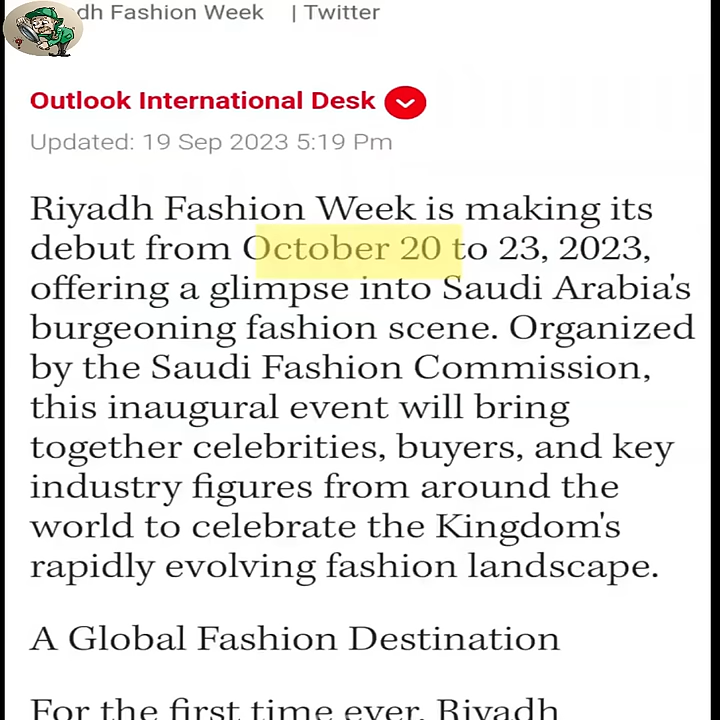 dh Fashion Week | Twitter
Outlook International Desk
Updated: 19 Sep 2023 5:19 Pm
Riyadh Fashion Week is making its
debut from October 20 to 23, 2023,
offering a glimpse into Saudi Arabia's
burgeoning fashion scene. Organized
by the Saudi Fashion Commission,
this inaugural event will bring
together celebrities, buyers, and key
industry figures from around the
world to celebrate the Kingdom's
rapidly evolving fashion landscape.
A Global Fashion Destination
For the first time ever, Riyadh